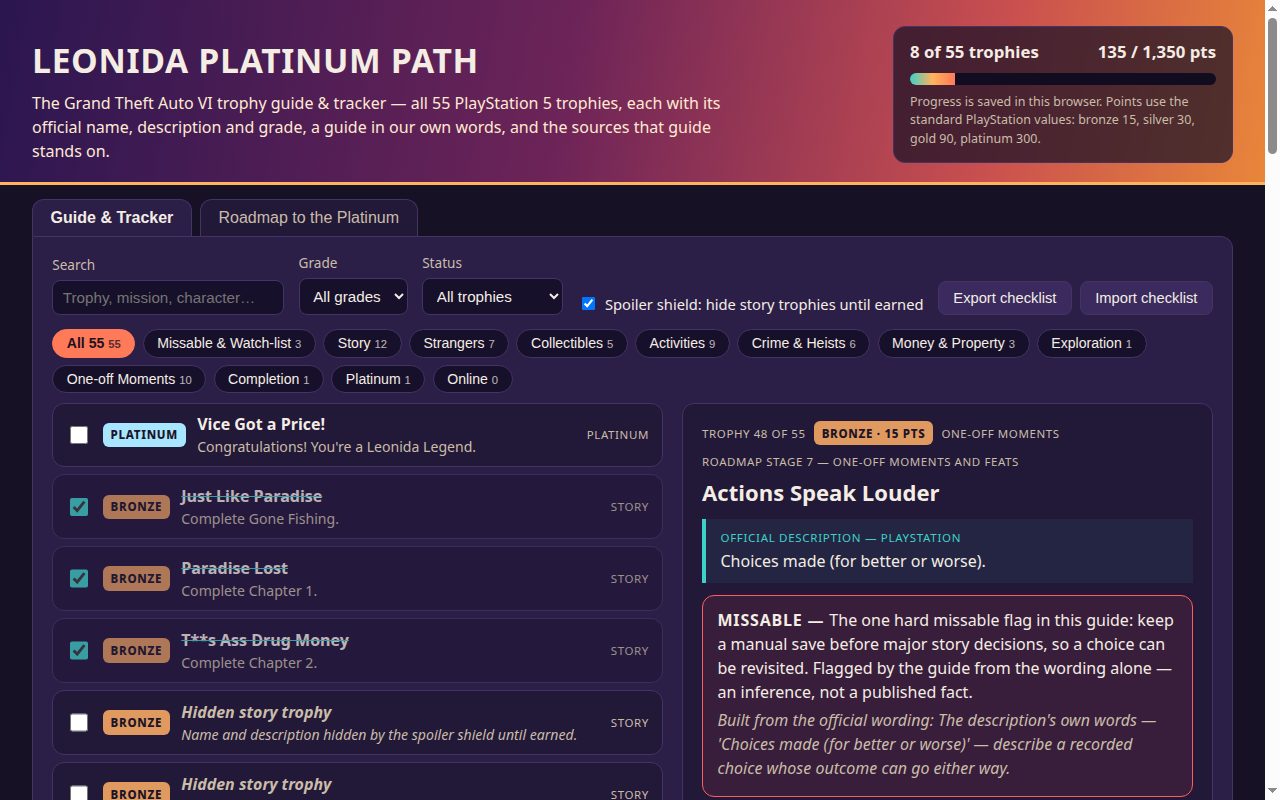 LEONIDA PLATINUM PATH
The Grand Theft Auto VI trophy guide & tracker — all 55 PlayStation 5 trophies, each with its
official name, description and grade, a guide in our own words, and the sources that guide
stands on.
8 of 55 trophies 135 / 1,350 pts
Progress is saved in this browser. Points use the
standard PlayStation values: bronze 15, silver 30,
gold 90, platinum 300.
Guide & Tracker Roadmap to the Platinum
Search Grade Status
Trophy, mission, character… All grades All trophies Spoiler shield: hide story trophies until earned Export checklist Import checklist
All 55 55 Missable & Watch-list 3 Story 12 Strangers 7 Collectibles 5 Activities 9 Crime & Heists 6 Money & Property 3 Exploration 1
One-off Moments 10 Completion 1 Platinum 1 Online 0
PLATINUM Vice Got a Price! PLATINUM
Congratulations! You're a Leonida Legend.
BRONZE Just Like Paradise STORY
Complete Gone Fishing.
BRONZE Paradise Lost STORY
Complete Chapter 1.
BRONZE T**s Ass Drug Money STORY
Complete Chapter 2.
BRONZE Hidden story trophy STORY
Name and description hidden by the spoiler shield until earned.
BRONZE Hidden story trophy STORY
TROPHY 48 OF 55 BRONZE · 15 PTS ONE-OFF MOMENTS
ROADMAP STAGE 7 — ONE-OFF MOMENTS AND FEATS
Actions Speak Louder
OFFICIAL DESCRIPTION — PLAYSTATION
Choices made (for better or worse).
MISSABLE — The one hard missable flag in this guide: keep
a manual save before major story decisions, so a choice can
be revisited. Flagged by the guide from the wording alone —
an inference, not a published fact.
Built from the official wording: The description's own words —
'Choices made (for better or worse)' — describe a recorded
choice whose outcome can go either way.